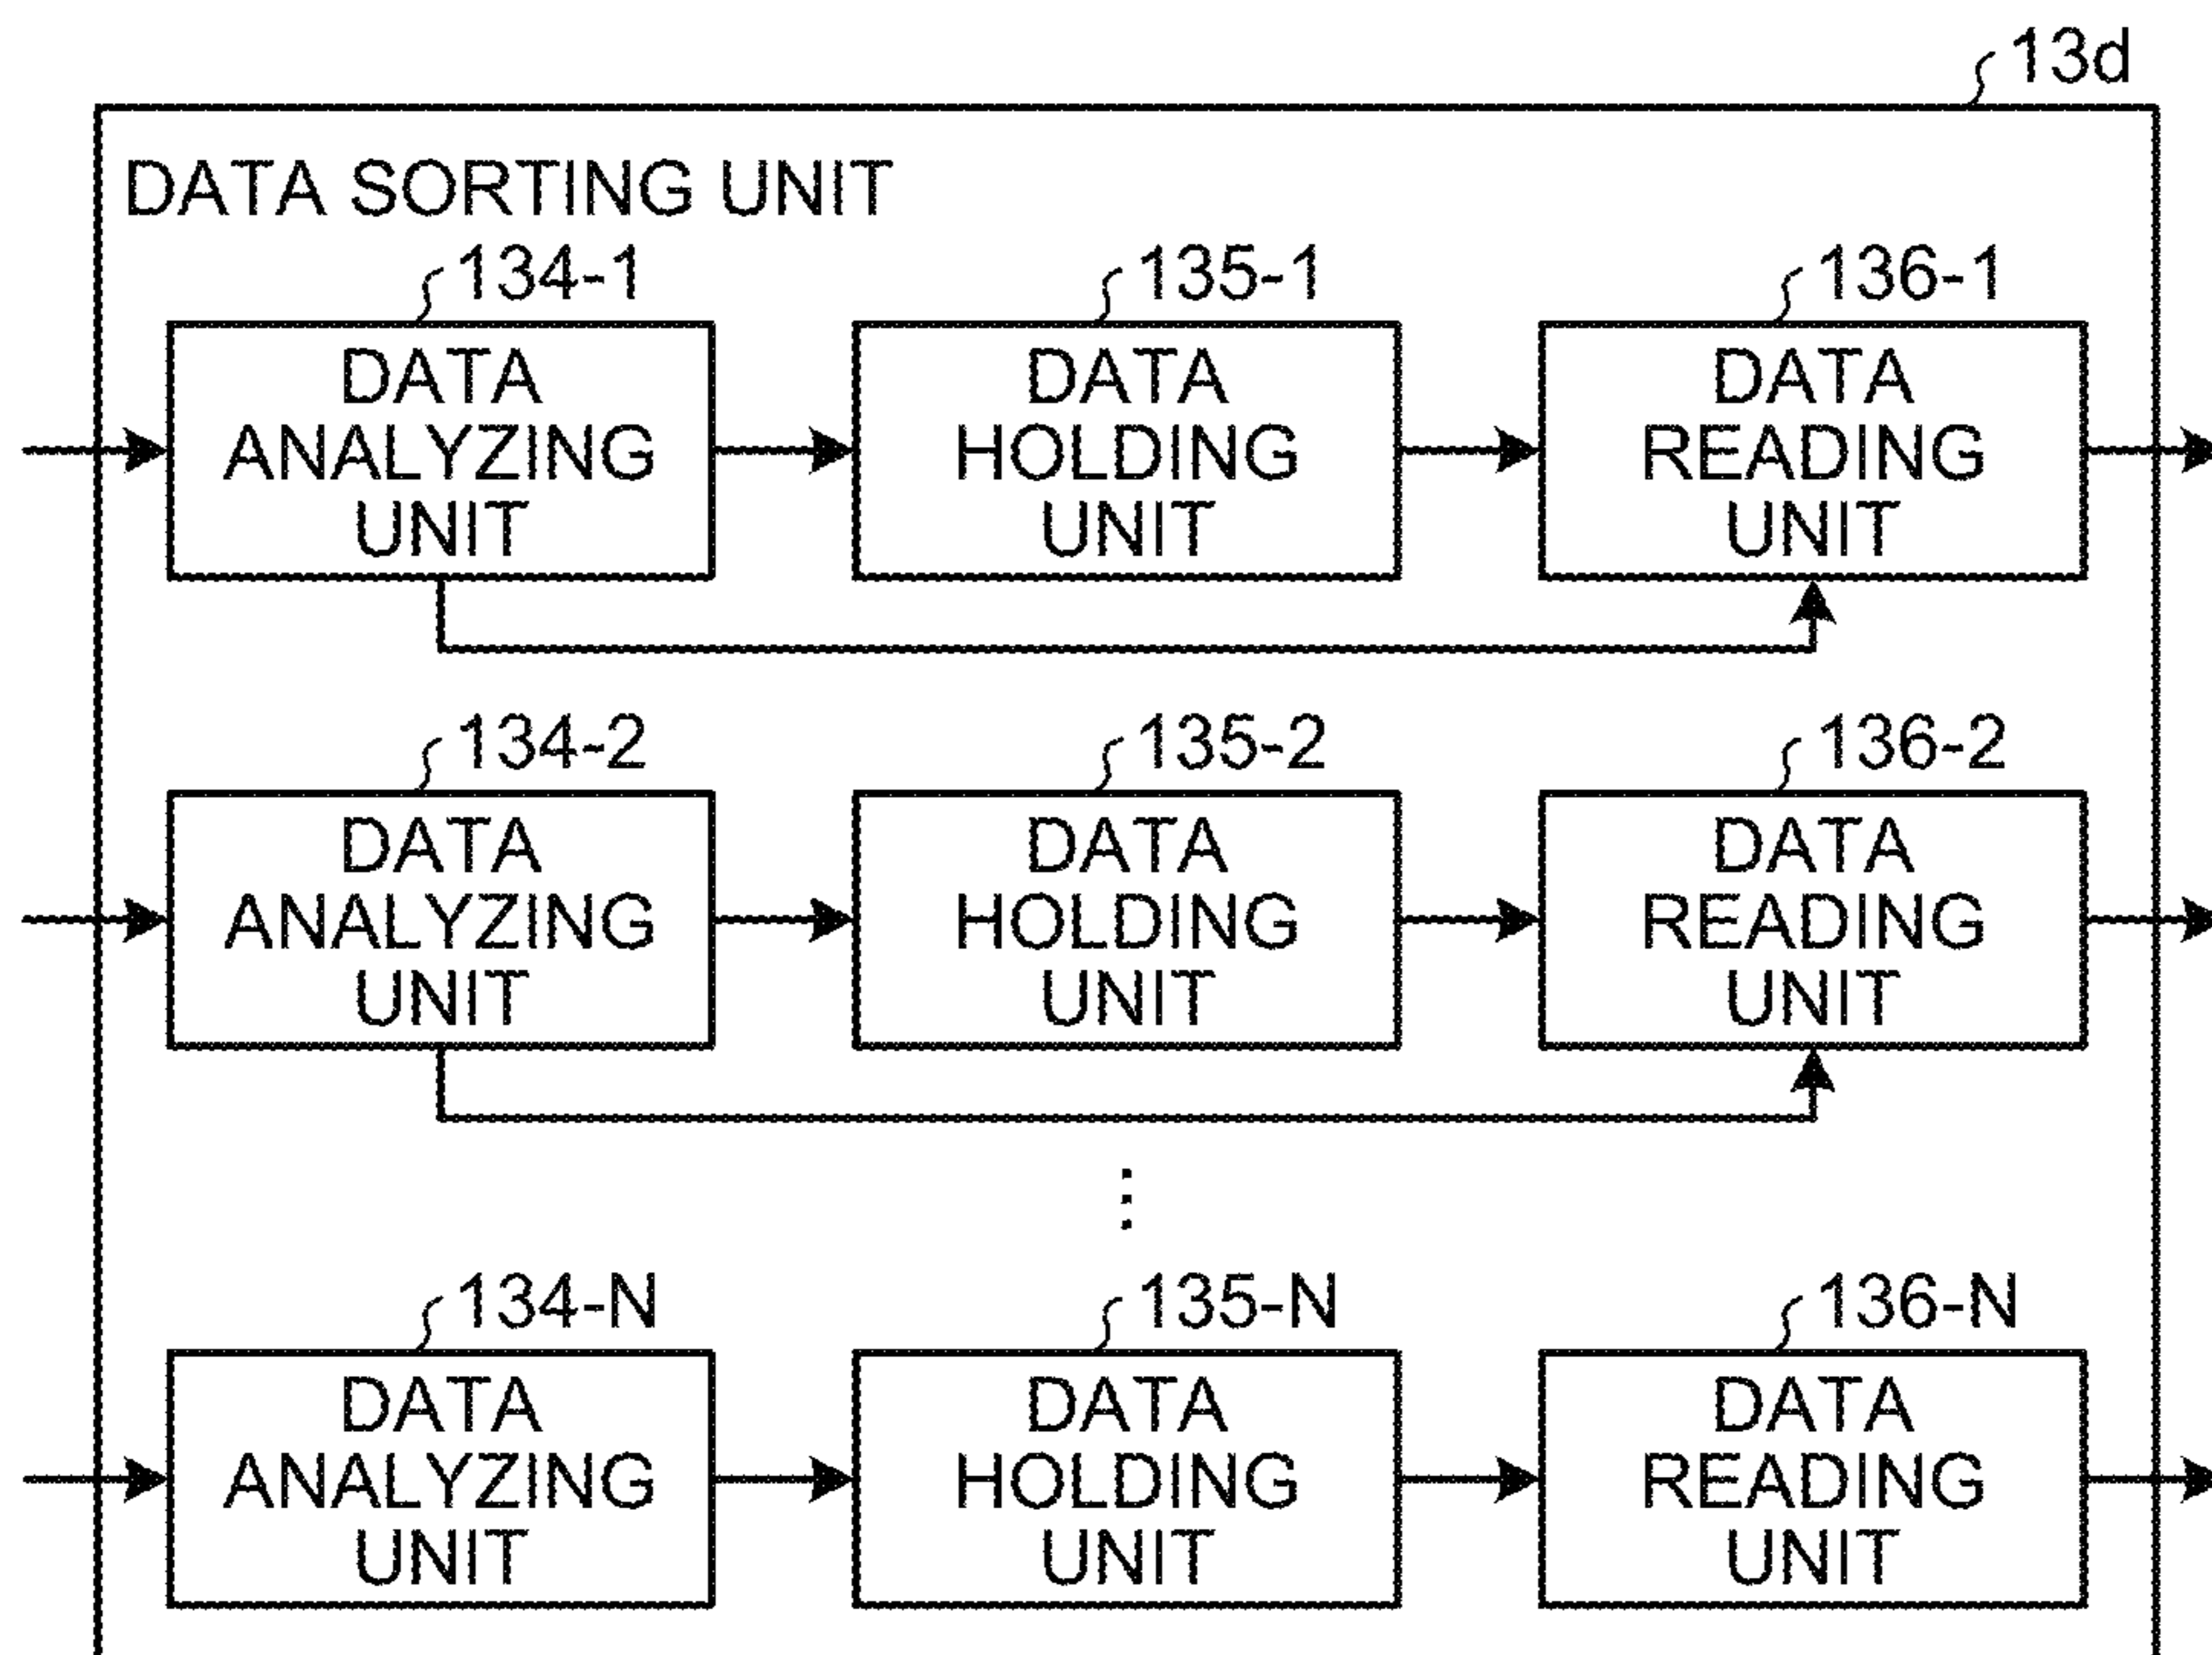 13d
DATA SORTING UNIT
134-1
135-1
136-1
DATA
ANALYZING
UNIT
DATA
HOLDING
UNIT
DATA
READING
UNIT
134-2
135-2
136-2
DATA
ANALYZING
UNIT
DATA
HOLDING
UNIT
DATA
READING
UNIT
⋮
134-N
135-N
136-N
DATA
ANALYZING
UNIT
DATA
HOLDING
UNIT
DATA
READING
UNIT